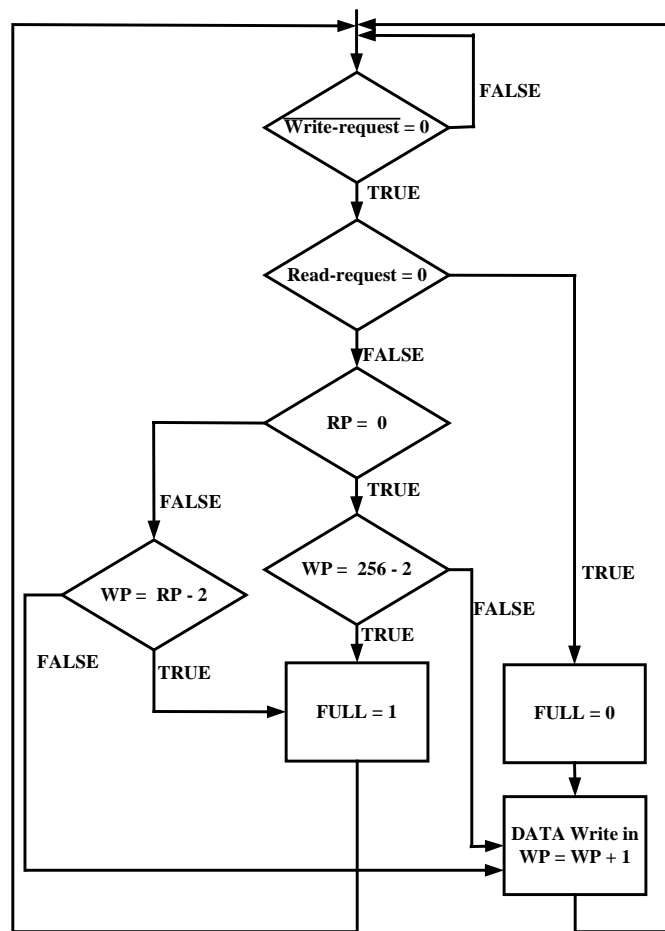 FALSE
Write-request = 0
TRUE
Read-request = 0
FALSE
RP = 0
TRUE
FALSE
WP = RP - 2
WP = 256 - 2
TRUE
FALSE
TRUE
FALSE
TRUE
FULL = 1
FULL = 0
DATA Write in
WP = WP + 1